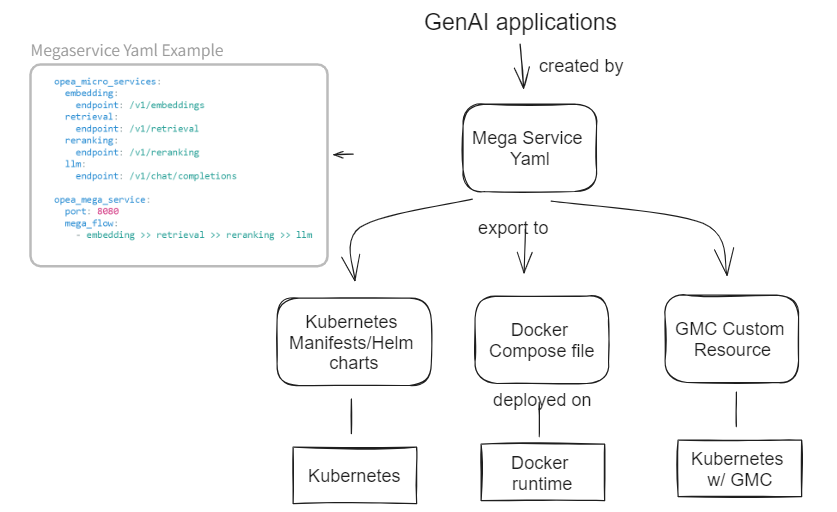 GenAI applications
created by
Megaservice Yaml Example
opea_micro_services:
embedding:
endpoint: /v1/embeddings
retrieval:
endpoint: /v1/retrieval
reranking:
endpoint: /v1/reranking
llm:
endpoint: /v1/chat/completions
opea_mega_service:
port: 8080
mega_flow:
- embedding >> retrieval >> reranking >> llm
Mega Service
Yaml
export to
Kubernetes
Manifests/Helm
charts
Docker
Compose file
GMC Custom
Resource
deployed on
Kubernetes
Docker
runtime
Kubernetes
w/ GMC